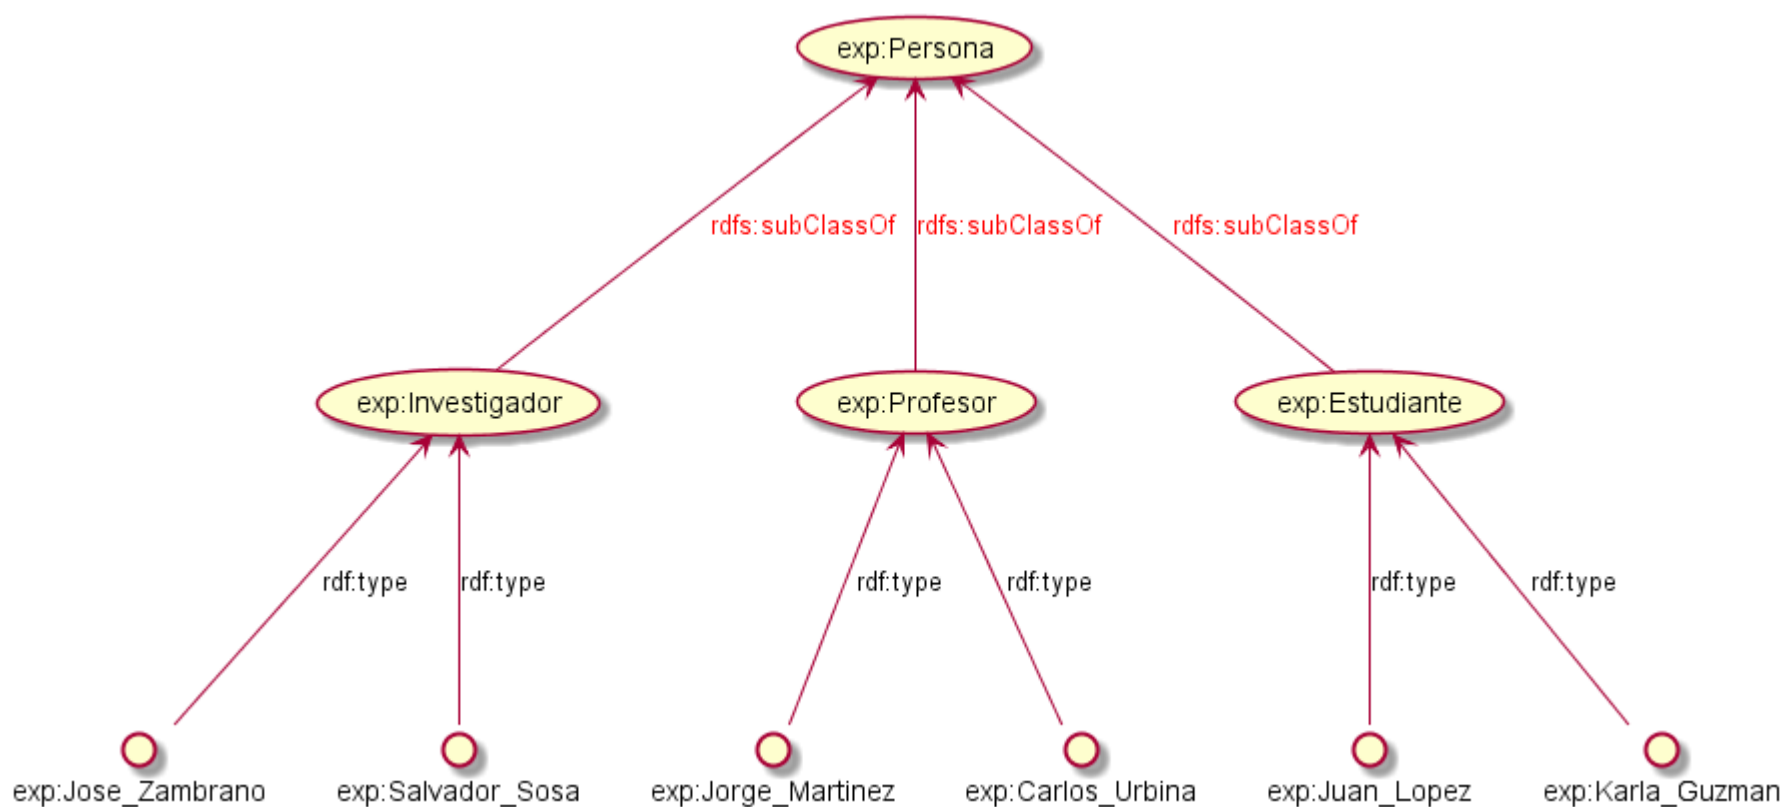 exp:Persona
rdfs:subClassOf
rdfs:subClassOf
rdfs:subClassOf
exp:Investigador
exp:Profesor
exp:Estudiante
rdf:type
rdf:type
rdf:type
rdf:type
rdf:type
rdf:type
exp:Jose_Zambrano
exp:Salvador_Sosa
exp:Jorge_Martinez
exp:Carlos_Urbina
exp:Juan_Lopez
exp:Karla_Guzman